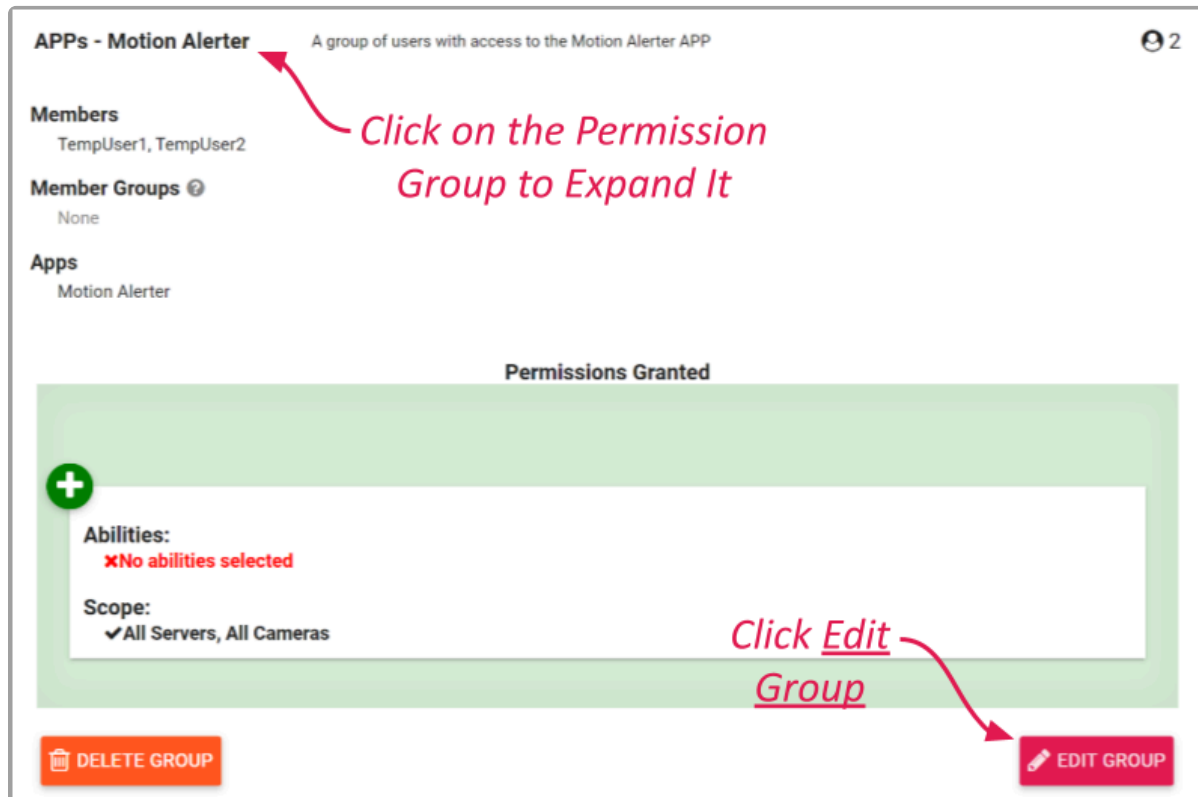 APPs - Motion Alerter A group of users with access to the Motion Alerter APP 2
Members
TempUser1, TempUser2
Click on the Permission
Group to Expand It
Member Groups
None
Apps
Motion Alerter
Permissions Granted
Abilities:
No abilities selected
Scope:
All Servers, All Cameras
Click Edit
Group
DELETE GROUP
EDIT GROUP